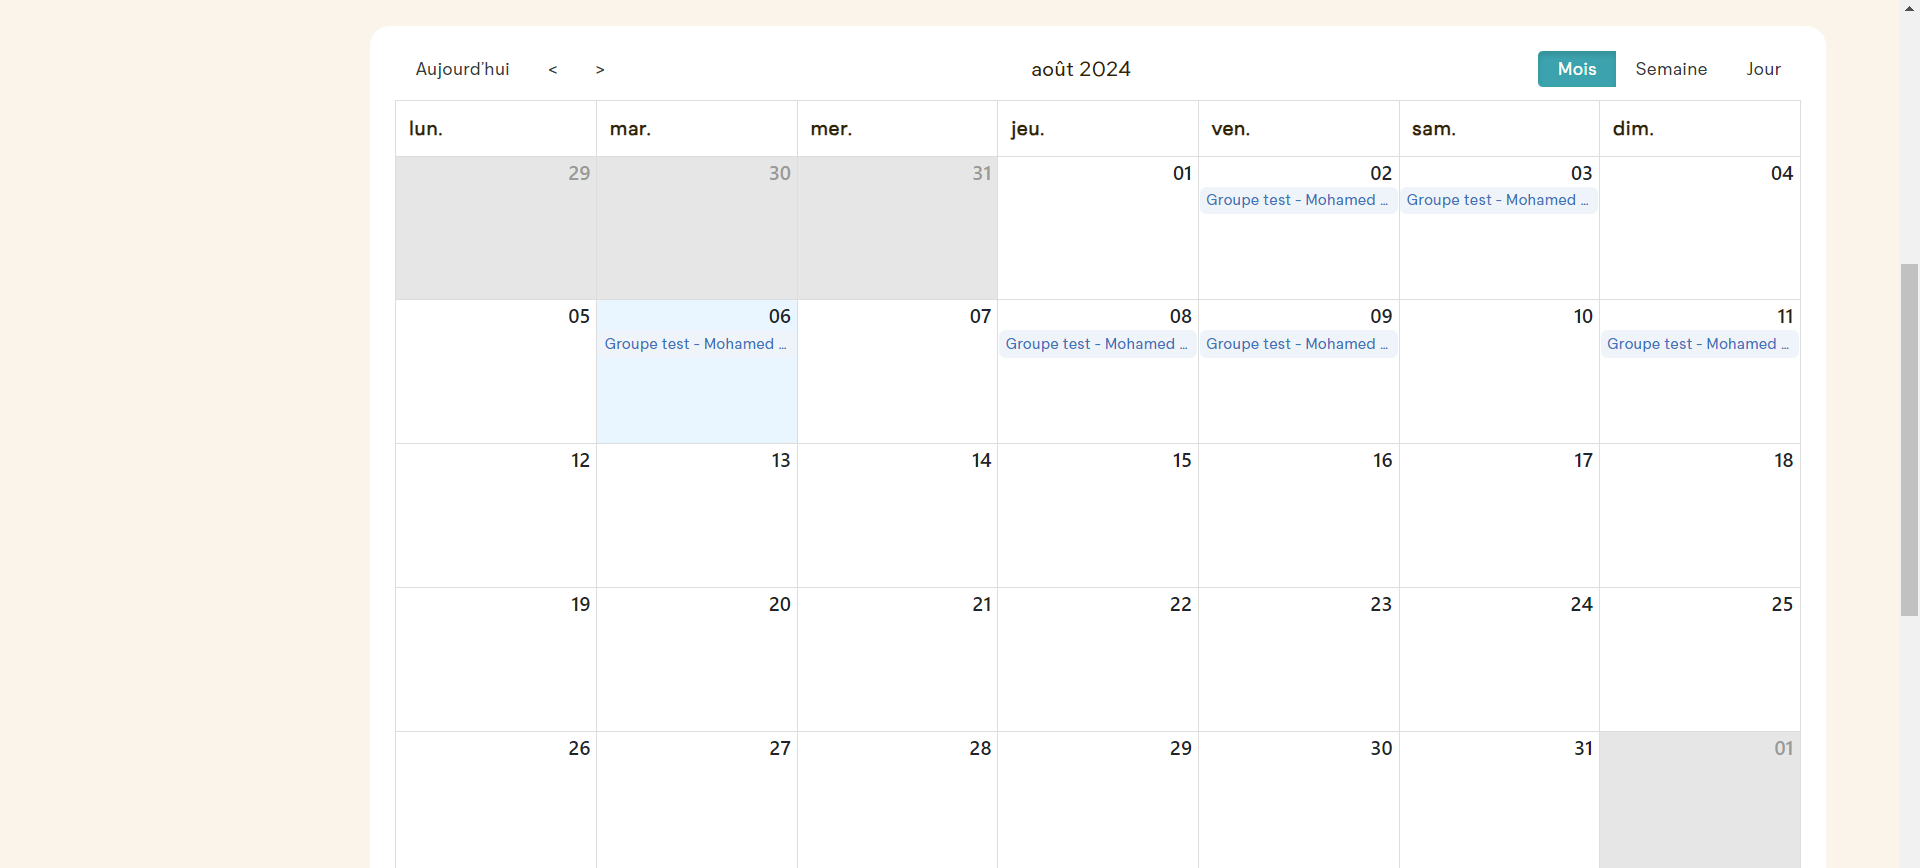 Aujourd'hui < > août 2024 Mois Semaine Jour
lun. mar. mer. jeu. ven. sam. dim.
29 30 31 01 02 03 04
Groupe test - Mohamed ... Groupe test - Mohamed ...
05 06 07 08 09 10 11
Groupe test - Mohamed ... Groupe test - Mohamed ... Groupe test - Mohamed ... Groupe test - Mohamed ...
12 13 14 15 16 17 18
19 20 21 22 23 24 25
26 27 28 29 30 31 01